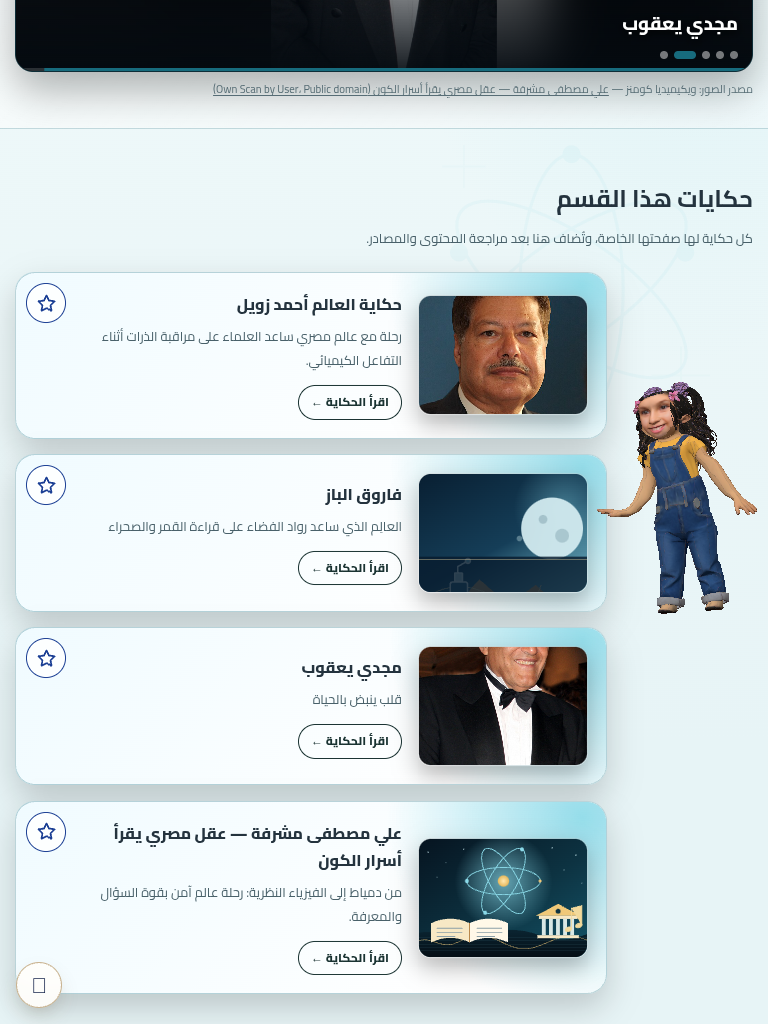 مجدي يعقوب
مصدر الصور: ويكيميديا كومنز — علي مصطفى مشرفة — عقل مصري يقرأ أسرار الكون (Own Scan by User، Public domain)
حكايات هذا القسم
كل حكاية لها صفحتها الخاصة، وتُضاف هنا بعد مراجعة المحتوى والمصادر.
حكاية العالم أحمد زويل
رحلة مع عالم مصري ساعد العلماء على مراقبة الذرات أثناء
التفاعل الكيميائي.
اقرأ الحكاية ←
فاروق الباز
العالِم الذي ساعد رواد الفضاء على قراءة القمر والصحراء
اقرأ الحكاية ←
مجدي يعقوب
قلب ينبض بالحياة
اقرأ الحكاية ←
علي مصطفى مشرفة — عقل مصري يقرأ
أسرار الكون
من دمياط إلى الفيزياء النظرية: رحلة عالم آمن بقوة السؤال
والمعرفة.
اقرأ الحكاية ←